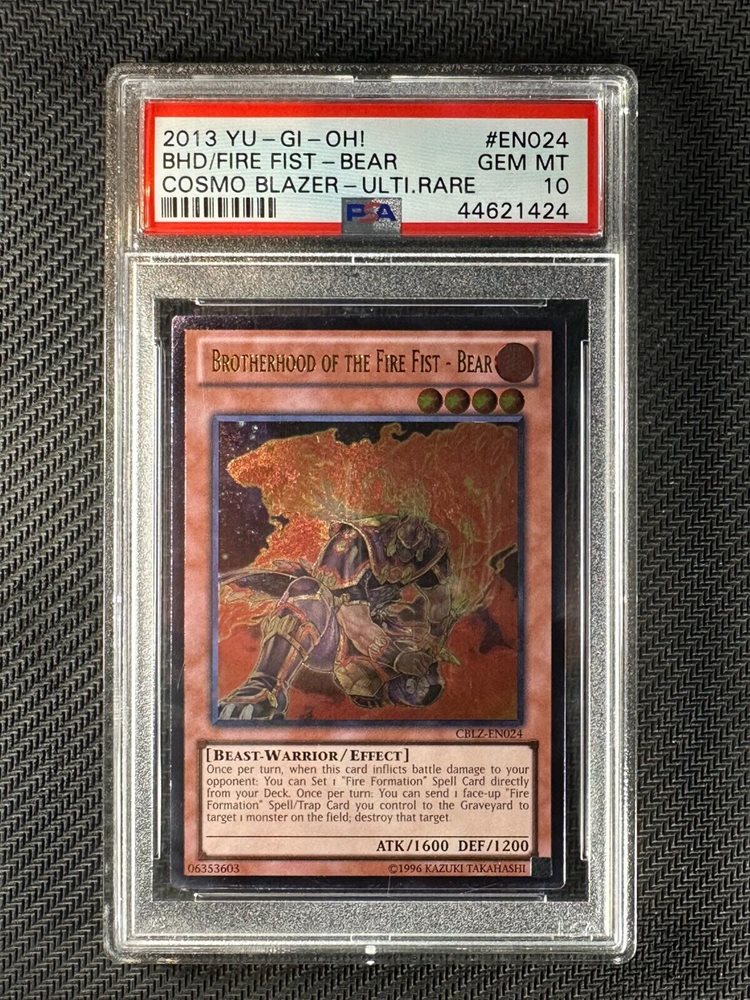 2013 YU-GI-OH! #EN024
BHD/FIRE FIST-BEAR GEM MT
COSMO BLAZER-ULTI.RARE 10
PSA 44621424
BROTHERHOOD OF THE FIRE FIST - BEAR
CBLZ-EN024
[BEAST-WARRIOR/EFFECT]
Once per turn, when this card inflicts battle damage to your
opponent: You can Set 1 "Fire Formation" Spell Card directly
from your Deck. Once per turn: You can send 1 face-up "Fire
Formation" Spell/Trap Card you control to the Graveyard to
target 1 monster on the field; destroy that target.
ATK/1600 DEF/1200
06353603 ©1996 KAZUKI TAKAHASHI